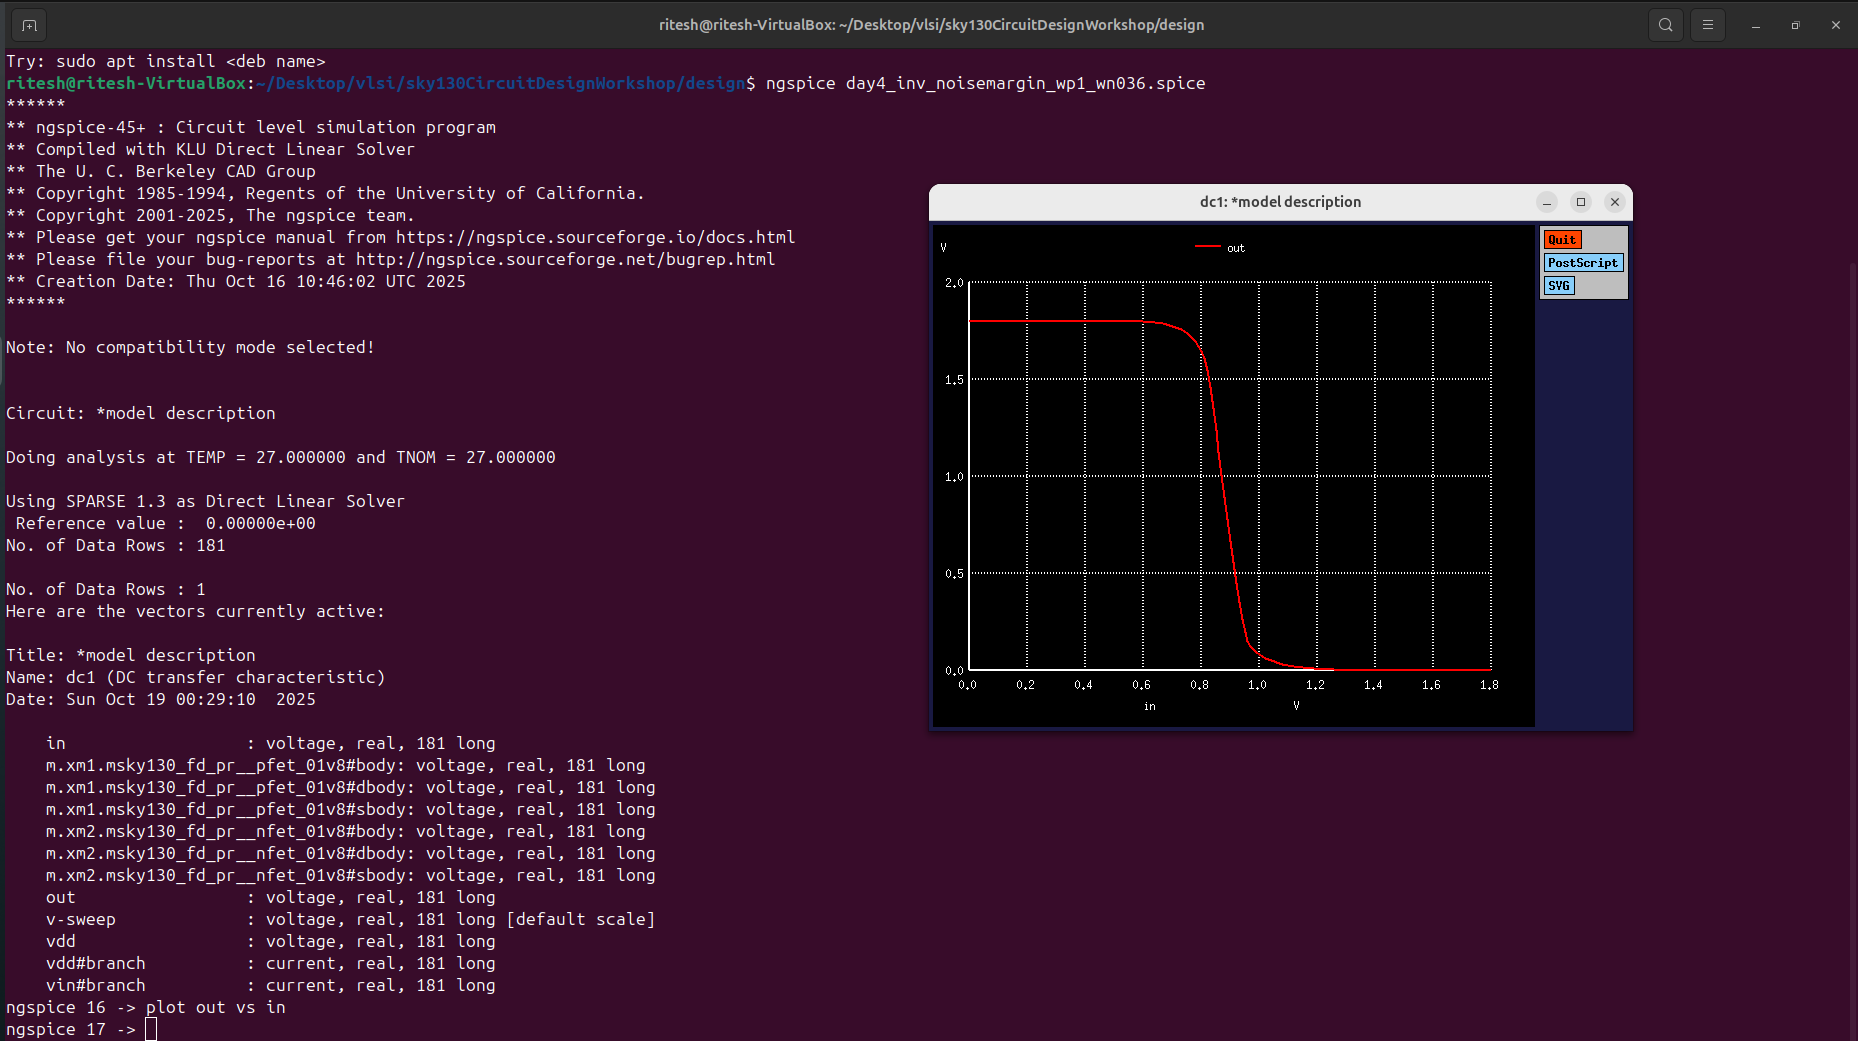 ritesh@ritesh-VirtualBox: ~/Desktop/vlsi/sky130CircuitDesignWorkshop/design
Try: sudo apt install <deb name>
ritesh@ritesh-VirtualBox:~/Desktop/vlsi/sky130CircuitDesignWorkshop/design$ ngspice day4_inv_noisemargin_wp1_wn036.spice
******
** ngspice-45+ : Circuit level simulation program
** Compiled with KLU Direct Linear Solver
** The U. C. Berkeley CAD Group
** Copyright 1985-1994, Regents of the University of California.
** Copyright 2001-2025, The ngspice team.
** Please get your ngspice manual from https://ngspice.sourceforge.io/docs.html
** Please file your bug-reports at http://ngspice.sourceforge.net/bugrep.html
** Creation Date: Thu Oct 16 10:46:02 UTC 2025
******
Note: No compatibility mode selected!
Circuit: *model description
Doing analysis at TEMP = 27.000000 and TNOM = 27.000000
Using SPARSE 1.3 as Direct Linear Solver
 Reference value :  0.00000e+00
No. of Data Rows : 181
No. of Data Rows : 1
Here are the vectors currently active:
Title: *model description
Name: dc1 (DC transfer characteristic)
Date: Sun Oct 19 00:29:10  2025
    in                  : voltage, real, 181 long
    m.xm1.msky130_fd_pr__pfet_01v8#body: voltage, real, 181 long
    m.xm1.msky130_fd_pr__pfet_01v8#dbody: voltage, real, 181 long
    m.xm1.msky130_fd_pr__pfet_01v8#sbody: voltage, real, 181 long
    m.xm2.msky130_fd_pr__nfet_01v8#body: voltage, real, 181 long
    m.xm2.msky130_fd_pr__nfet_01v8#dbody: voltage, real, 181 long
    m.xm2.msky130_fd_pr__nfet_01v8#sbody: voltage, real, 181 long
    out                 : voltage, real, 181 long
    v-sweep             : voltage, real, 181 long [default scale]
    vdd                 : voltage, real, 181 long
    vdd#branch          : current, real, 181 long
    vin#branch          : current, real, 181 long
ngspice 16 -> plot out vs in
ngspice 17 ->
dc1: *model description
Quit
PostScript
SVG
V
out
2.0
1.5
1.0
0.5
0.0
0.0 0.2 0.4 0.6 0.8 1.0 1.2 1.4 1.6 1.8
in V